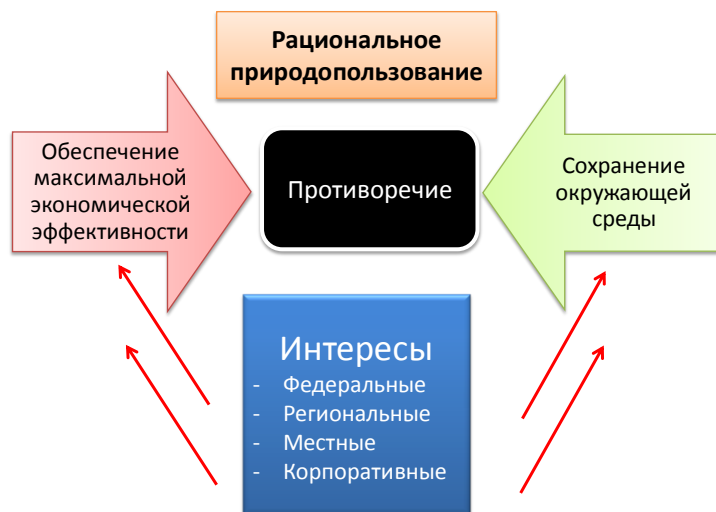 Рациональное
природопользование
Обеспечение
максимальной
экономической
эффективности
Противоречие
Сохранение
окружающей
среды
Интересы
- Федеральные
- Региональные
- Местные
- Корпоративные